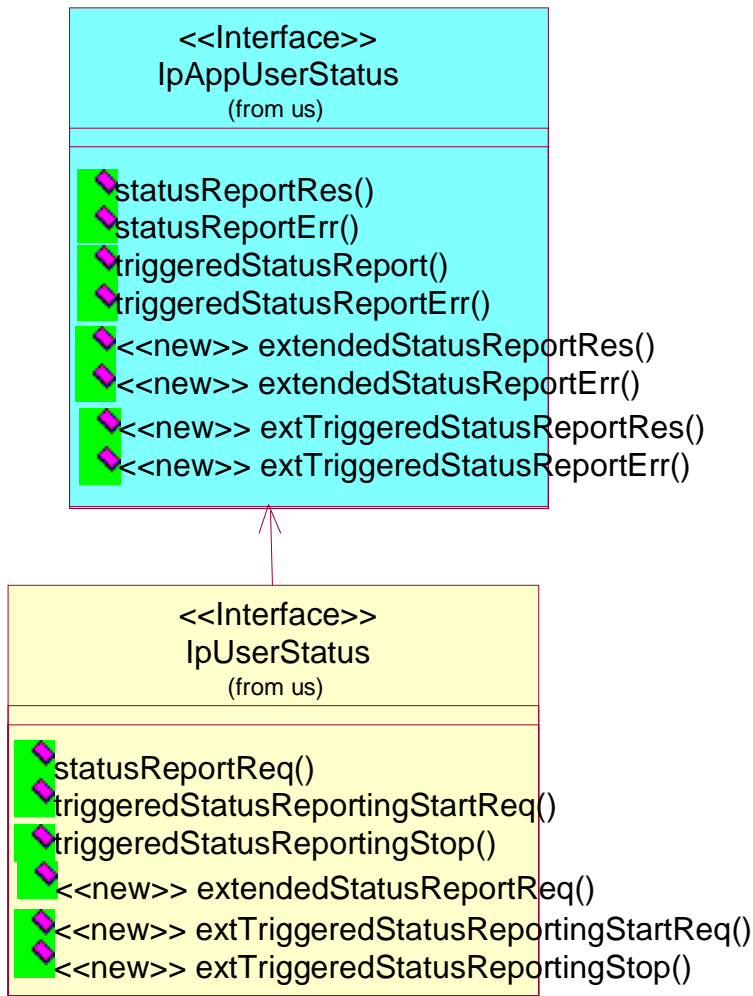 <<Interface>>
IpAppUserStatus
(from us)
statusReportRes()
statusReportErr()
triggeredStatusReport()
triggeredStatusReportErr()
<<new>> extendedStatusReportRes()
<<new>> extendedStatusReportErr()
<<new>> extTriggeredStatusReportRes()
<<new>> extTriggeredStatusReportErr()
<<Interface>>
IpUserStatus
(from us)
statusReportReq()
triggeredStatusReportingStartReq()
triggeredStatusReportingStop()
<<new>> extendedStatusReportReq()
<<new>> extTriggeredStatusReportingStartReq()
<<new>> extTriggeredStatusReportingStop()